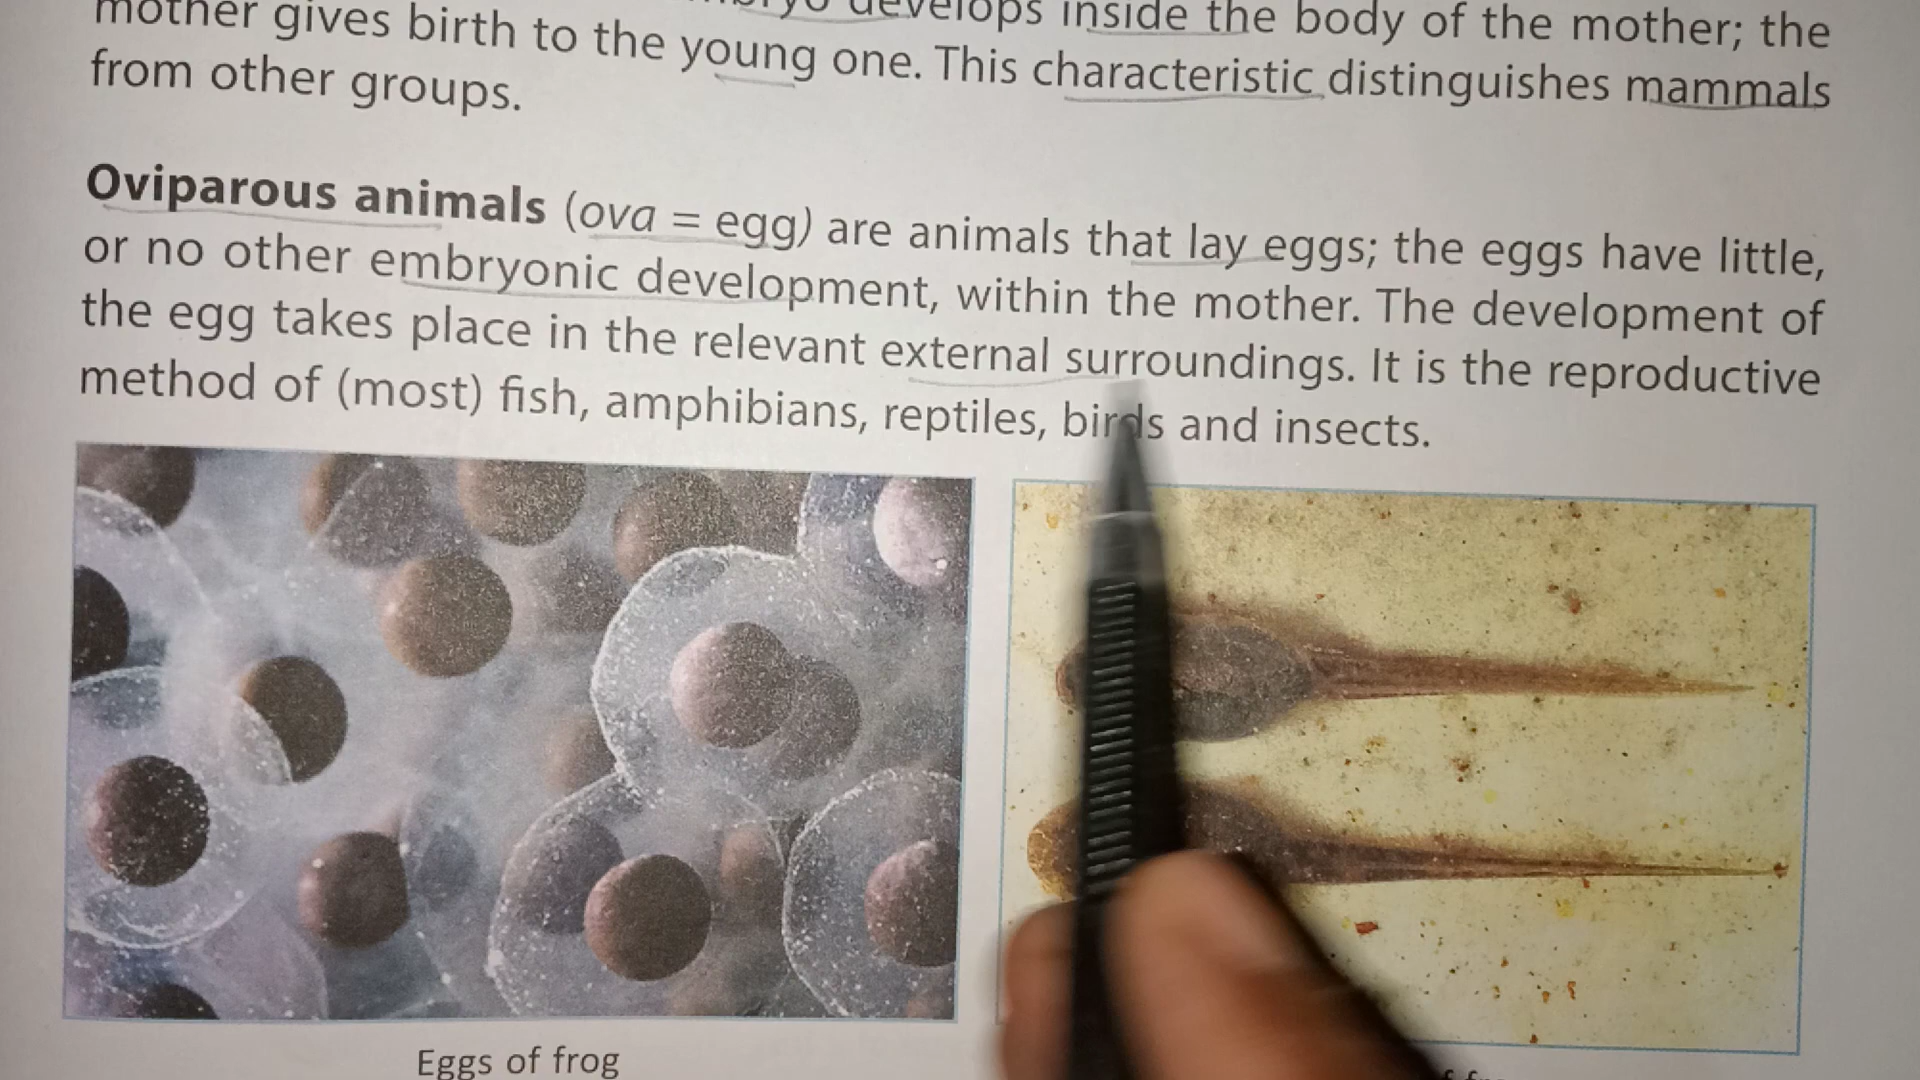 develops inside the body of the mother; the
mother gives birth to the young one. This characteristic distinguishes mammals
from other groups.
Oviparous animals (ova = egg) are animals that lay eggs; the eggs have little,
or no other embryonic development, within the mother. The development of
the egg takes place in the relevant external surroundings. It is the reproductive
method of (most) fish, amphibians, reptiles, birds and insects.
Eggs of frog